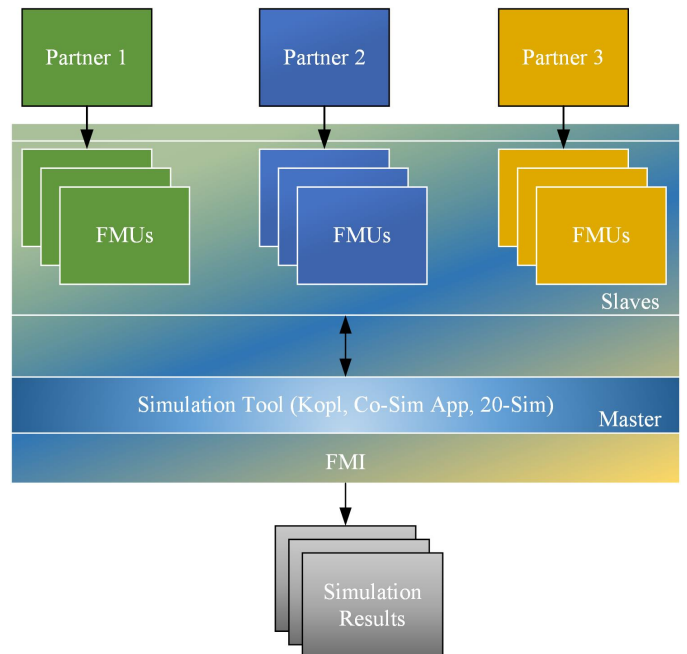 Partner 1
Partner 2
Partner 3
FMUs
FMUs
FMUs
Slaves
Simulation Tool (Kopl, Co-Sim App, 20-Sim)
Master
FMI
Simulation
Results